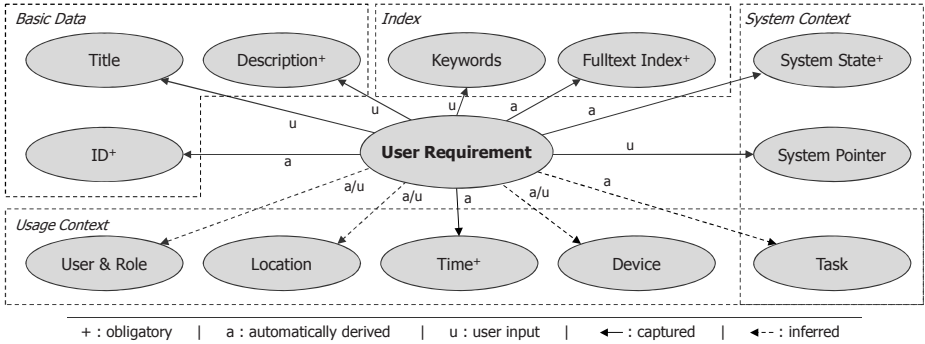 Basic Data
Index
System Context
Title
Description+
Keywords
Fulltext Index+
System State+
u
u
u
a
a
ID+
a
User Requirement
u
System Pointer
a/u
a/u
a
a/u
a
Usage Context
User & Role
Location
Time+
Device
Task
+ : obligatory | a : automatically derived | u : user input | : captured | : inferred